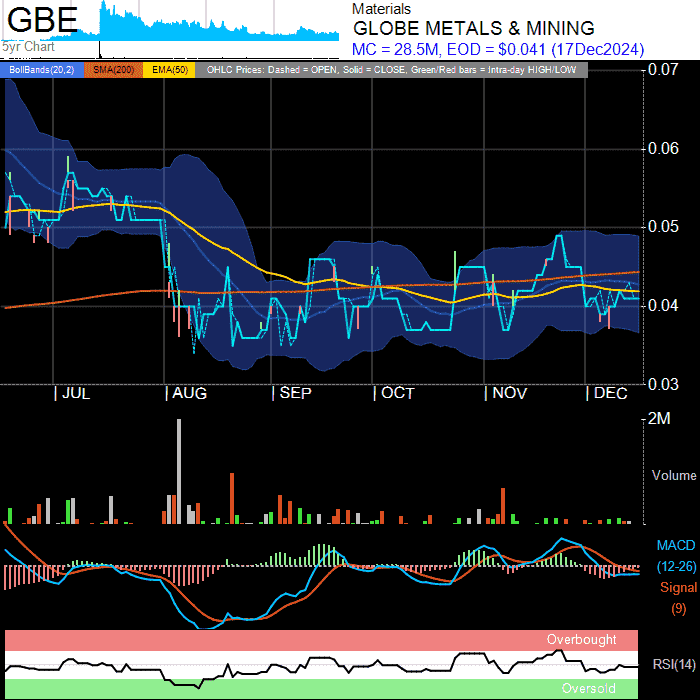 GBE
5yr Chart
Materials
GLOBE METALS & MINING
MC = 28.5M, EOD = $0.041 (17Dec2024)
BollBands(20,2) SMA(200) EMA(50) OHLC Prices: Dashed = OPEN, Solid = CLOSE, Green/Red bars = Intra-day HIGH/LOW
0.07
0.06
0.05
0.04
0.03
JUL AUG SEP OCT NOV DEC
2M
Volume
MACD
(12-26)
Signal
(9)
Overbought
RSI(14)
Oversold